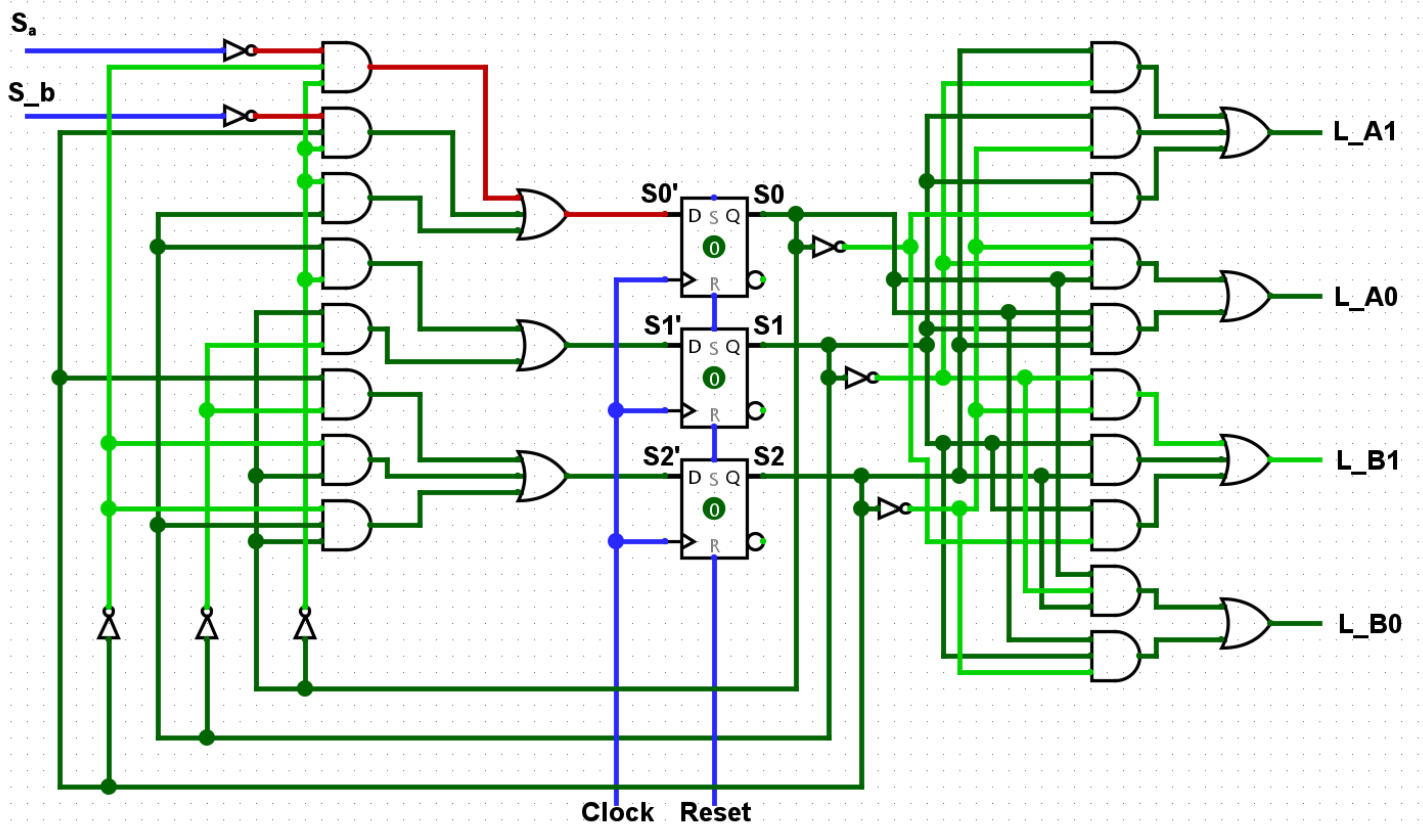 Sₐ
S_b
L_A1
S0'
S0
D S Q
0
R
L_A0
S1'
S1
D S Q
0
R
L_B1
S2'
S2
D S Q
0
R
L_B0
Clock Reset